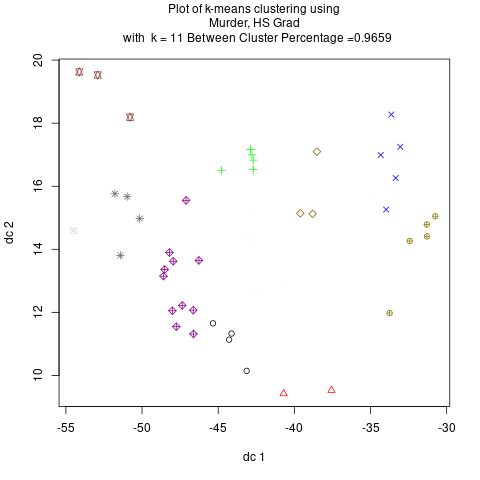 Plot of k-means clustering using
Murder, HS Grad
with  k = 11 Between Cluster Percentage =0.9659
20
18
16
14
12
10
dc 2
-55
-50
-45
-40
-35
-30
dc 1